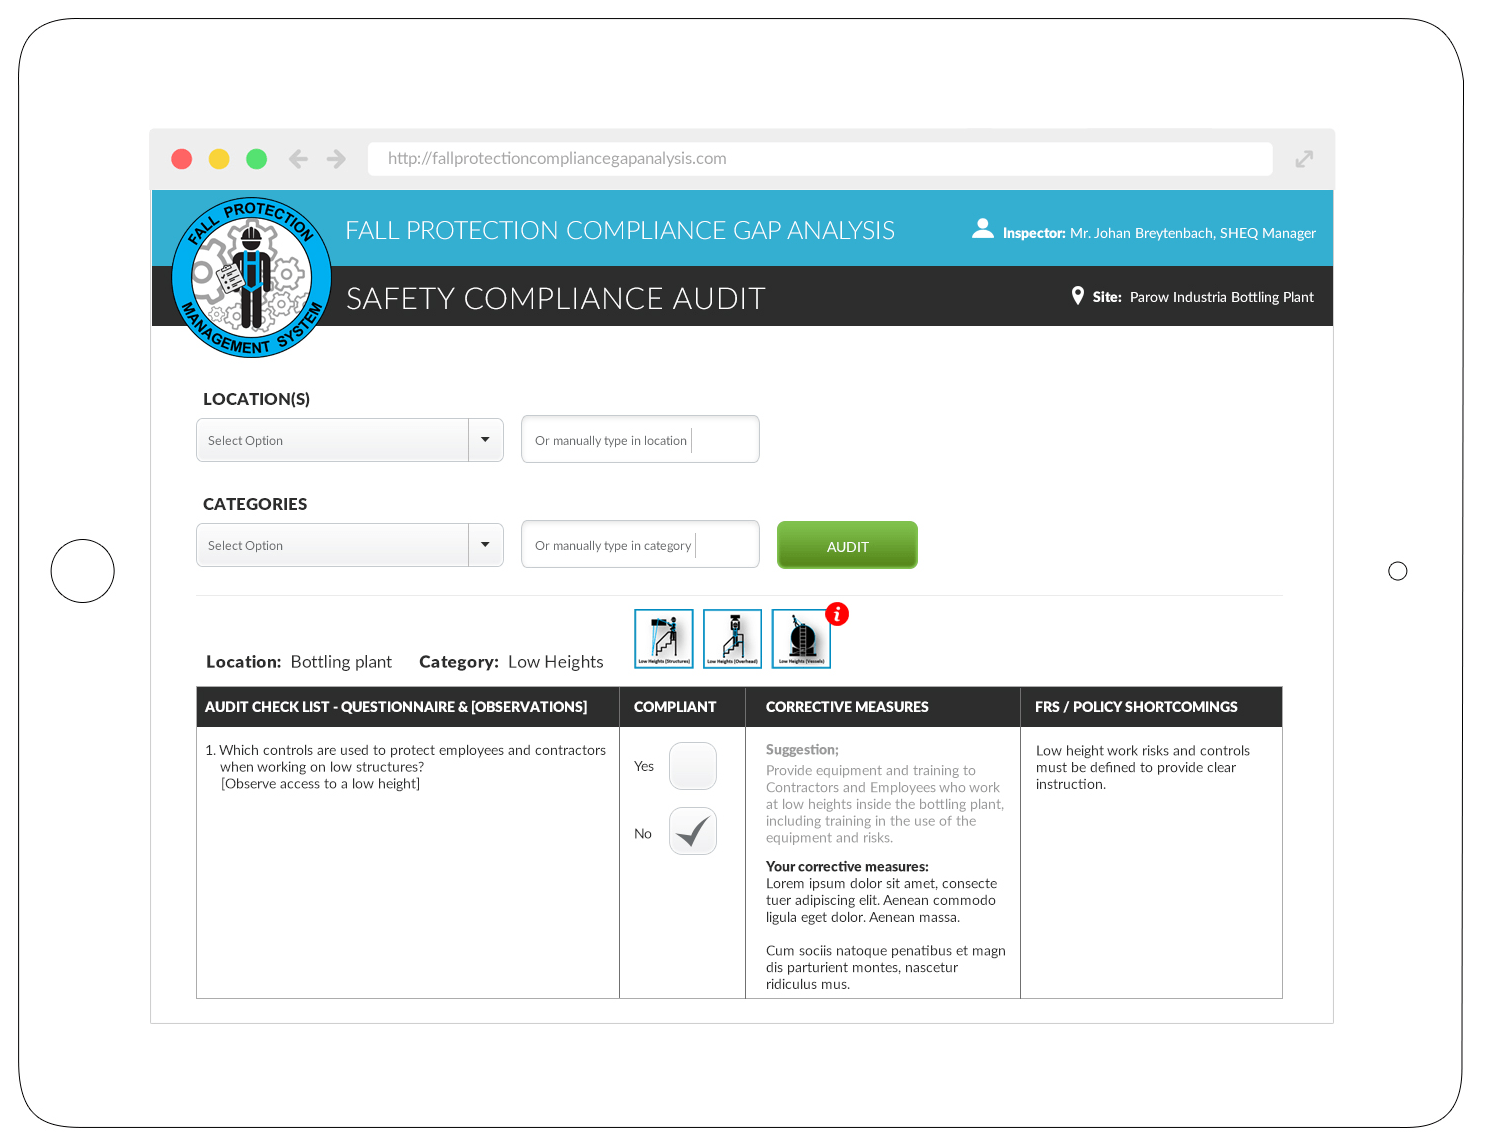 http://fallprotectioncompliancegapanalysis.com
FALL PROTECTION
MANAGEMENT SYSTEM
FALL PROTECTION COMPLIANCE GAP ANALYSIS
Inspector: Mr. Johan Breytenbach, SHEQ Manager
SAFETY COMPLIANCE AUDIT
Site: Parow Industria Bottling Plant
LOCATION(S)
Select Option
Or manually type in location
CATEGORIES
Select Option
Or manually type in category
AUDIT
i
Low Heights (Structures)
Low Heights (Overhead)
Low Heights (Vessels)
Location: Bottling plant
Category: Low Heights
AUDIT CHECK LIST - QUESTIONNAIRE & [OBSERVATIONS]
COMPLIANT
CORRECTIVE MEASURES
FRS / POLICY SHORTCOMINGS
1. Which controls are used to protect employees and contractors
when working on low structures?
[Observe access to a low height]
Yes
No
Suggestion;
Provide equipment and training to
Contractors and Employees who work
at low heights inside the bottling plant,
including training in the use of the
equipment and risks.
Your corrective measures:
Lorem ipsum dolor sit amet, consecte
tuer adipiscing elit. Aenean commodo
ligula eget dolor. Aenean massa.
Cum sociis natoque penatibus et magn
dis parturient montes, nascetur
ridiculus mus.
Low height work risks and controls
must be defined to provide clear
instruction.